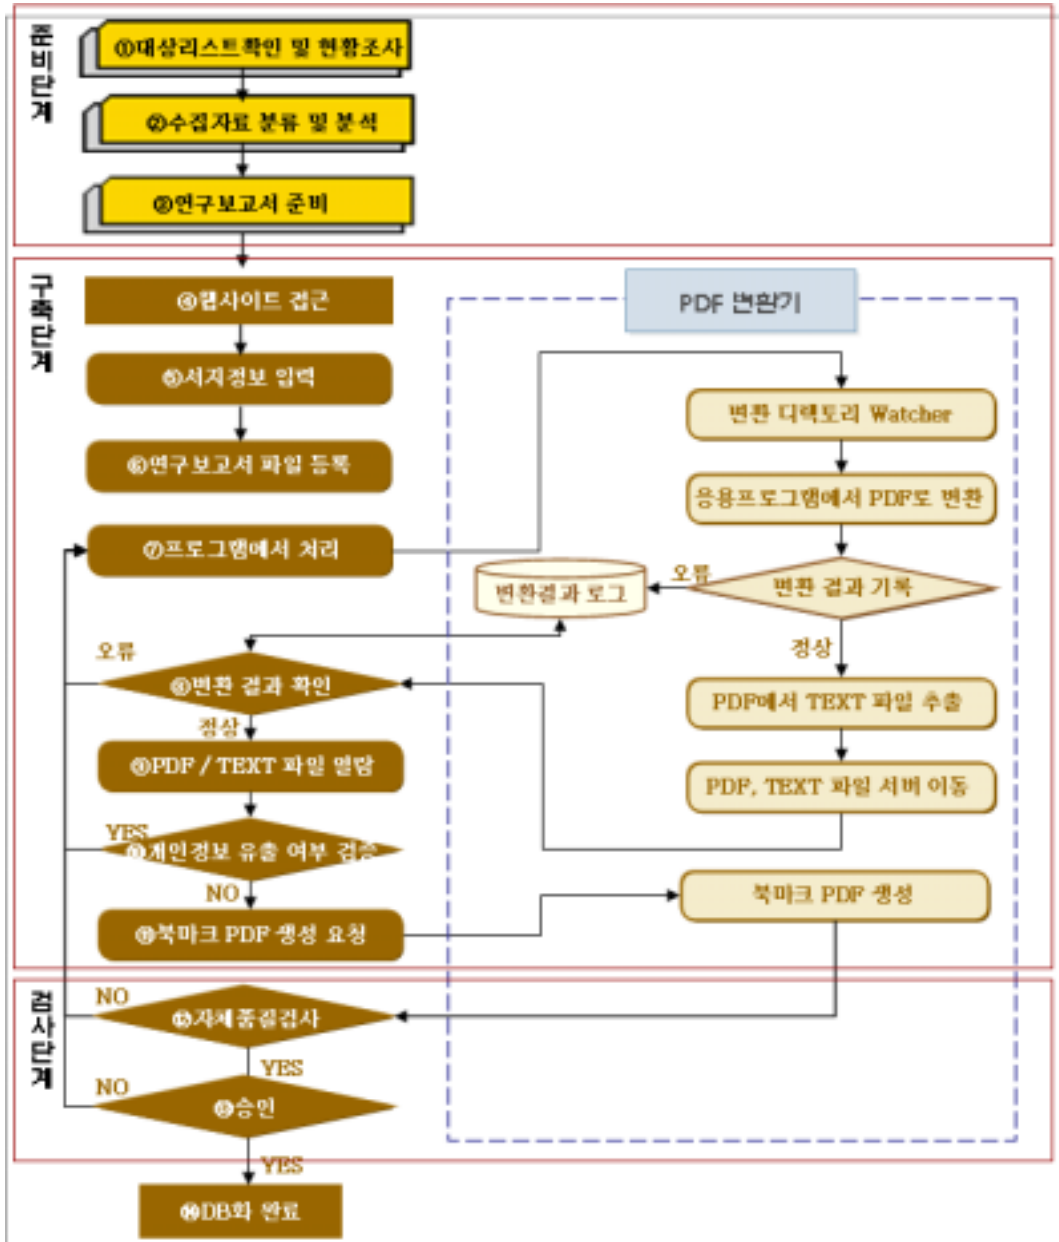 준비단계
①대상리스트확인 및 현황조사
②수집자료 분류 및 분석
③연구보고서 준비
구축단계
④웹사이트 접근
⑤서지정보 입력
⑥연구보고서 파일 등록
⑦프로그램에서 처리
PDF 변환기
변환 디렉토리 Watcher
응용프로그램에서 PDF로 변환
변환 결과 기록
오류
변환결과 로그
정상
PDF에서 TEXT 파일 추출
PDF, TEXT 파일 서버 이동
오류
⑧변환 결과 확인
정상
⑨PDF / TEXT 파일 열람
YES
⑩개인정보 유출 여부 검증
NO
⑪북마크 PDF 생성 요청
북마크 PDF 생성
검사단계
NO
⑫자체품질검사
YES
NO
⑬승인
YES
⑭DB화 완료